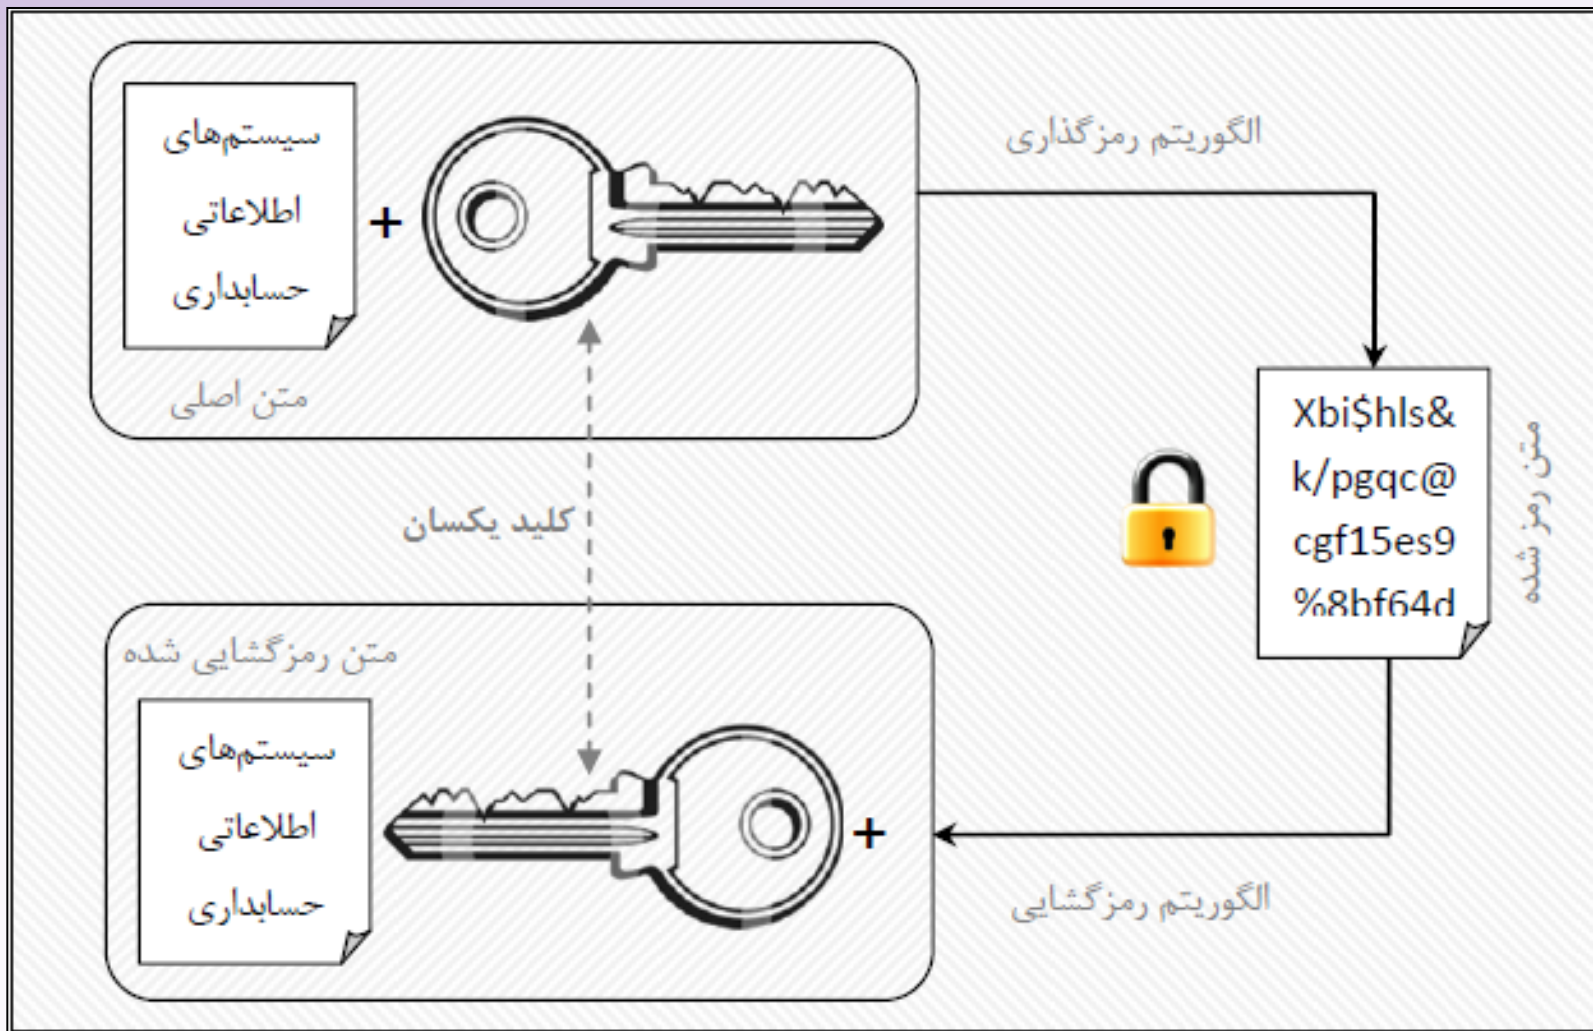 سیستم‌های
اطلاعاتی
حسابداری
+
متن اصلی
الگوریتم رمزگذاری
Xbi$hls&
k/pgqc@
cgf15es9
%8bf64d
متن رمز شده
کلید یکسان
الگوریتم رمزگشایی
متن رمزگشایی شده
سیستم‌های
اطلاعاتی
حسابداری
+